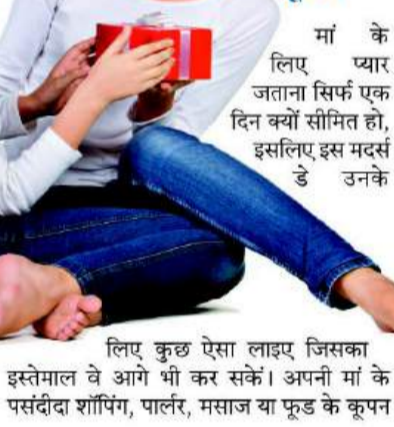 मां के
लिए प्यार
जताना सिर्फ एक
दिन क्यों सीमित हो,
इसलिए इस मदर्स
डे उनके
लिए कुछ ऐसा लाइए जिसका
इस्तेमाल वे आगे भी कर सकें। अपनी मां के
पसंदीदा शॉपिंग, पार्लर, मसाज या फूड के कूपन